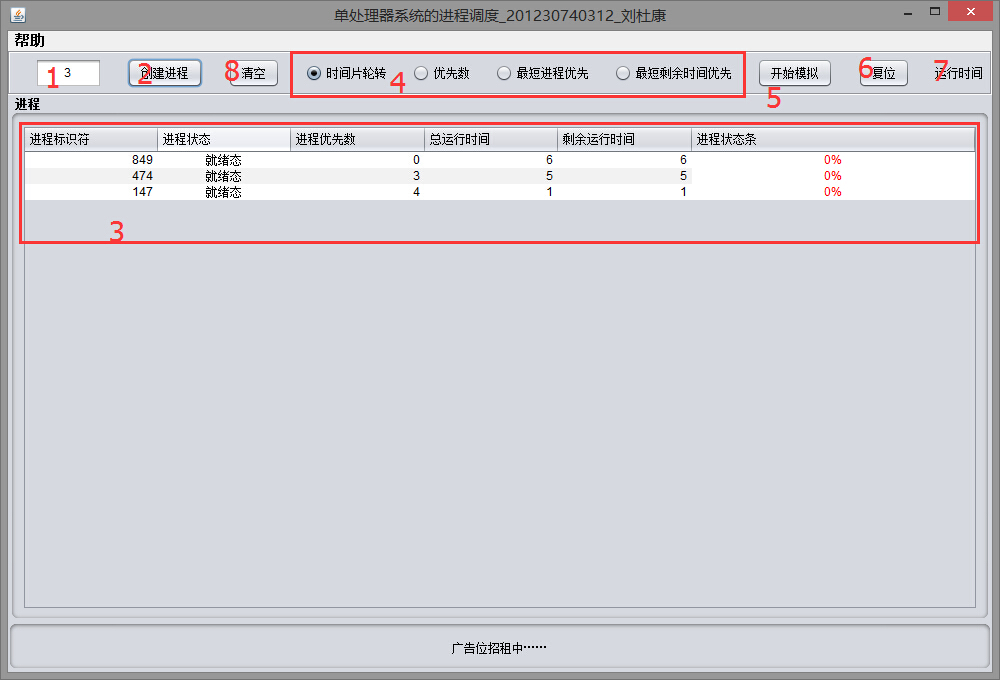 单处理器系统的进程调度_201230740312_刘杜康
帮助
1 3 2 创建进程 8 清空 时间片轮转 4 优先数 最短进程优先 最短剩余时间优先 开始模拟 5 6 复位 7 运行时间
进程
进程标识符 进程状态 进程优先数 总运行时间 剩余运行时间 进程状态条
849 就绪态 0 6 6 0%
474 就绪态 3 5 5 0%
147 就绪态 4 1 1 0%
3
广告位招租中······